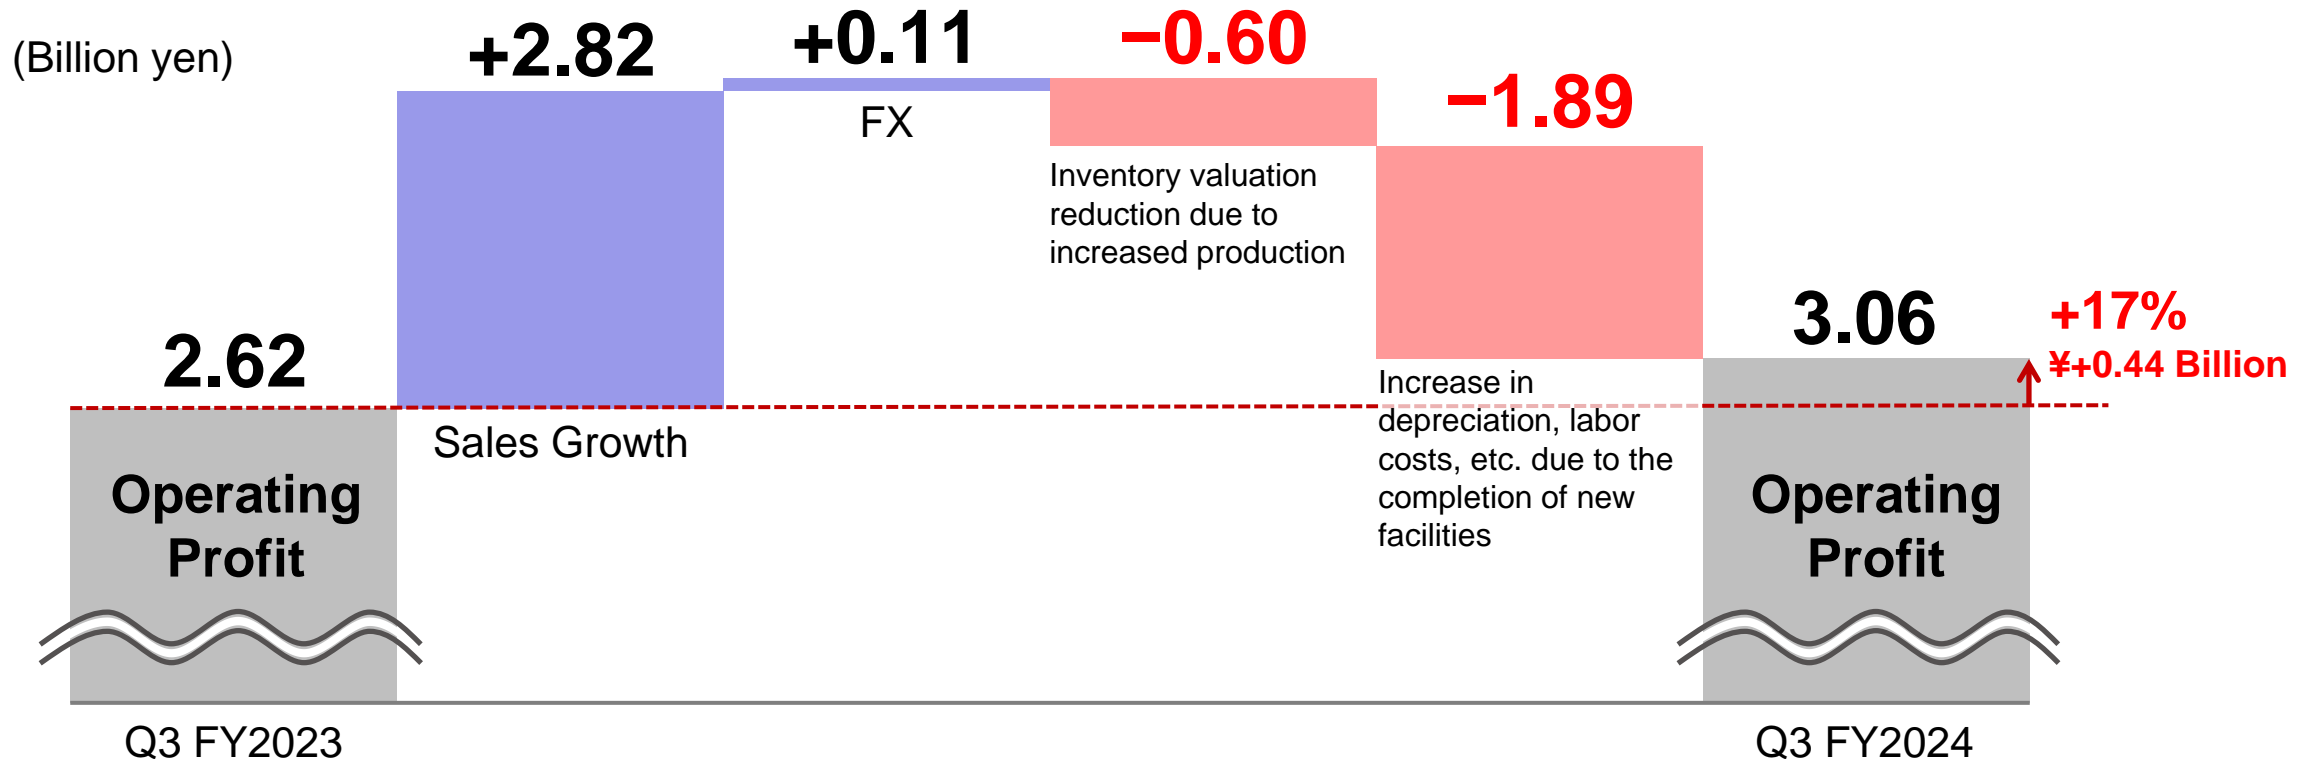 (Billion yen)
+2.82
+0.11
−0.60
−1.89
FX
Inventory valuation
reduction due to
increased production
2.62
3.06
+17%
¥+0.44 Billion
Increase in
depreciation, labor
costs, etc. due to the
completion of new
facilities
Sales Growth
Operating
Profit
Operating
Profit
Q3 FY2023
Q3 FY2024